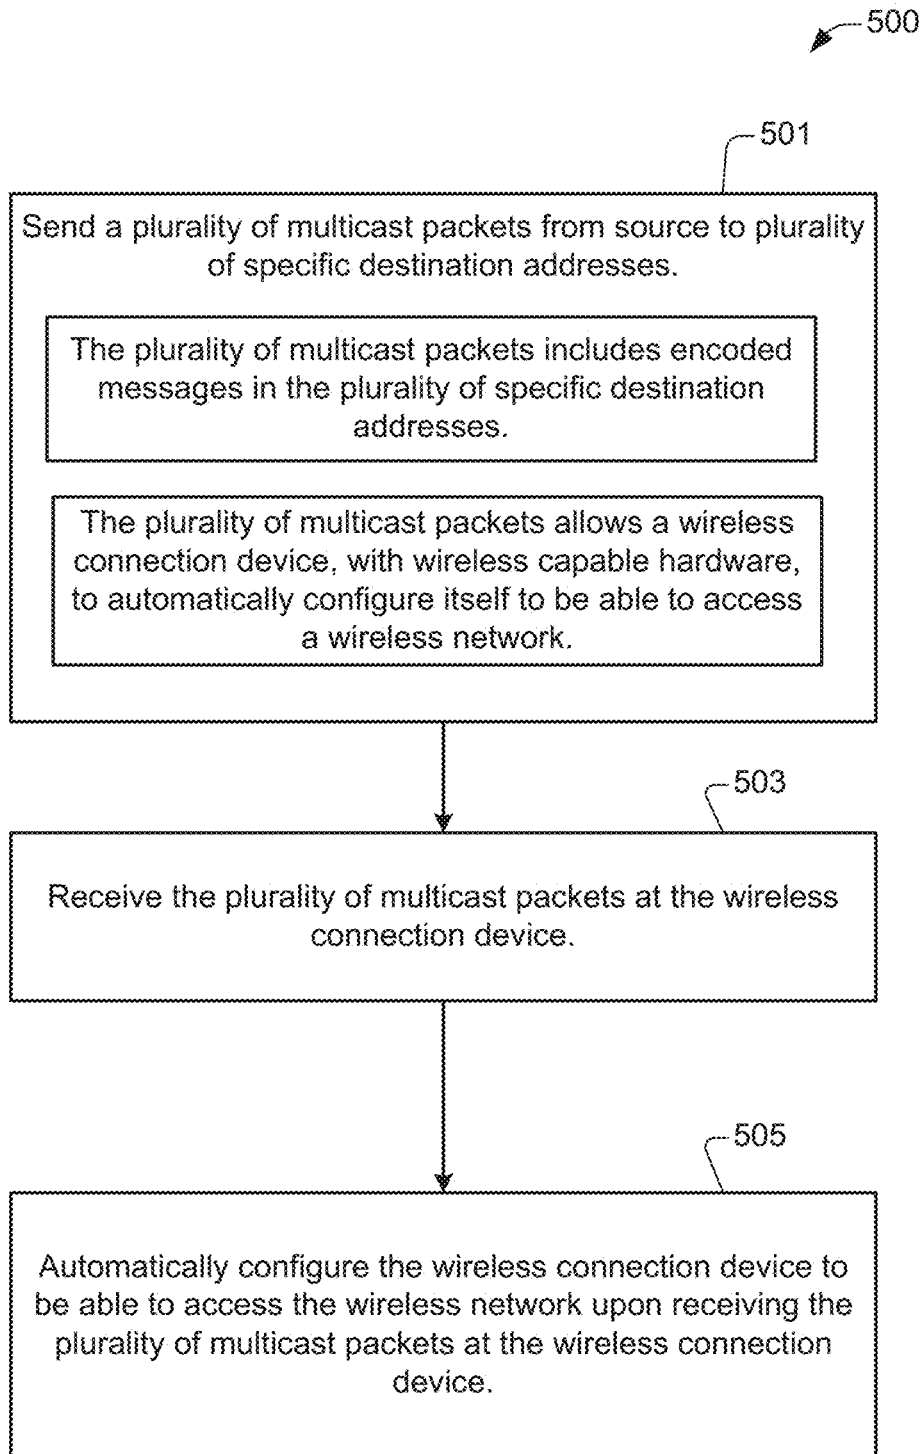 500
501
Send a plurality of multicast packets from source to plurality
of specific destination addresses.
The plurality of multicast packets includes encoded
messages in the plurality of specific destination
addresses.
The plurality of multicast packets allows a wireless
connection device, with wireless capable hardware,
to automatically configure itself to be able to access
a wireless network.
503
Receive the plurality of multicast packets at the wireless
connection device.
505
Automatically configure the wireless connection device to
be able to access the wireless network upon receiving the
plurality of multicast packets at the wireless connection
device.